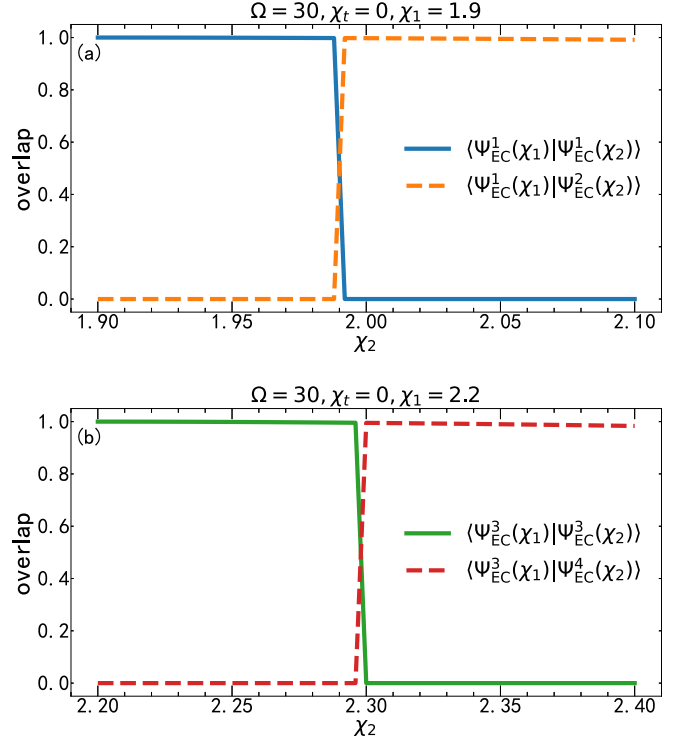 Ω = 30, χt = 0, χ1 = 1.9
(a)
overlap
1.0
0.8
0.6
0.4
0.2
0.0
⟨Ψ¹EC(χ1)|Ψ¹EC(χ2)⟩
⟨Ψ¹EC(χ1)|Ψ²EC(χ2)⟩
1.90 1.95 2.00 2.05 2.10
χ2
Ω = 30, χt = 0, χ1 = 2.2
(b)
overlap
1.0
0.8
0.6
0.4
0.2
0.0
⟨Ψ³EC(χ1)|Ψ³EC(χ2)⟩
⟨Ψ³EC(χ1)|Ψ⁴EC(χ2)⟩
2.20 2.25 2.30 2.35 2.40
χ2